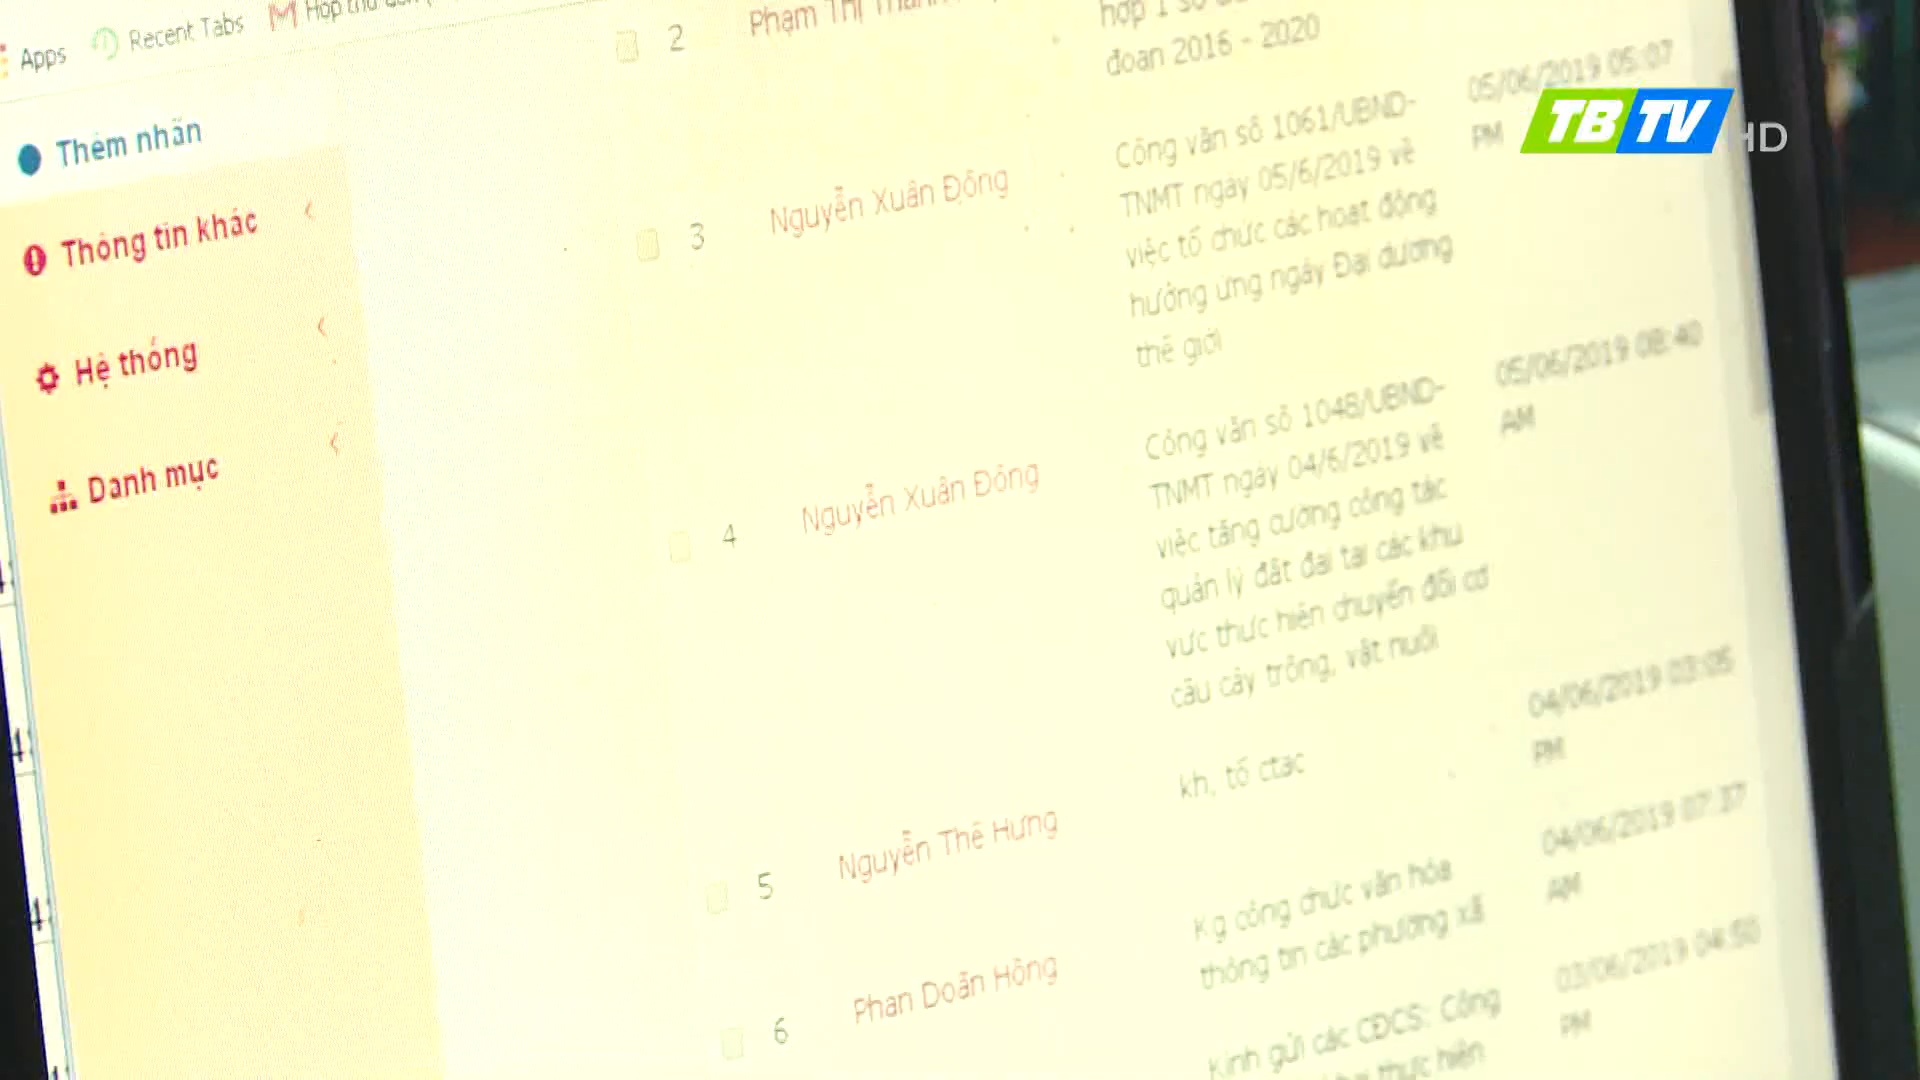 Apps Recent Tabs
Thêm nhãn
Thông tin khác
Hệ thống
Danh mục
2 Phạm Thị
đoạn 2016 - 2020
3 Nguyễn Xuân Đông
Công văn số 1061/UBND-
TNMT ngày 05/6/2019 về
việc tổ chức các hoạt động
hưởng ứng ngày Đại dương
thế giới
05/06/2019 05:07
PM
4 Nguyễn Xuân Đông
Công văn số 1048/UBND-
TNMT ngày 04/6/2019 về
việc tăng cường công tác
quản lý đất đai tại các khu
vực thực hiện chuyển đổi cơ
cấu cây trồng, vật nuôi
05/06/2019 08:40
AM
5 Nguyễn Thế Hưng
kh, tổ ctac
04/06/2019 03:05
PM
6 Phan Doãn Hồng
Kg công chức văn hóa
thông tin các phường xã
04/06/2019 07:37
AM
Kính gửi các CĐCS: Công
thực hiện
03/06/2019 04:50
PM
TBTV HD